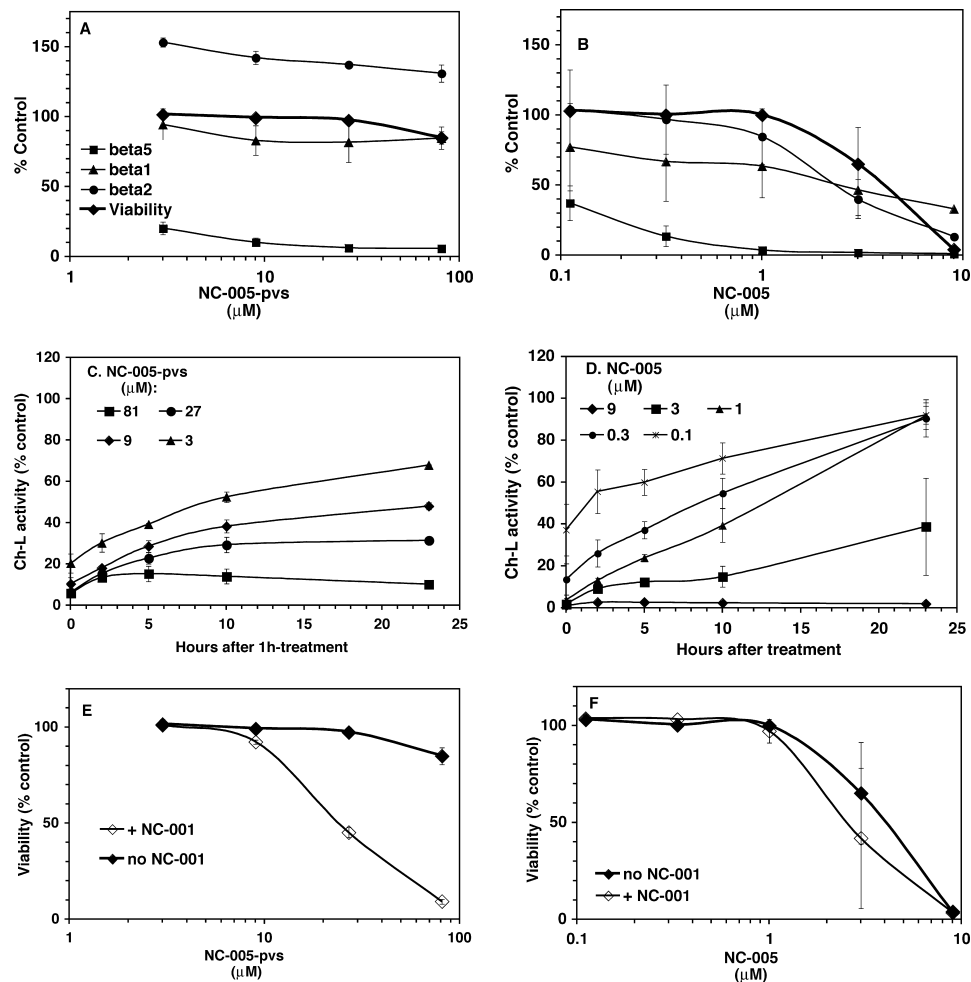 A
150
100
50
0
% Control
beta5
beta1
beta2
Viability
1
10
100
NC-005-pvs
(μM)
B
150
100
50
0
% Control
0.1
1
10
NC-005
(μM)
C. NC-005-pvs
(μM):
81
27
9
3
120
100
80
60
40
20
0
Ch-L activity (% control)
0
5
10
15
20
25
Hours after 1h-treatment
D. NC-005
(μM)
9
3
1
0.3
0.1
120
100
80
60
40
20
0
Ch-L activity (% control)
0
5
10
15
20
25
Hours after treatment
E
100
50
0
Viability (% control)
+ NC-001
no NC-001
1
10
100
NC-005-pvs
(μM)
F
100
50
0
Viability (% control)
no NC-001
+ NC-001
0.1
1
10
NC-005
(μM)